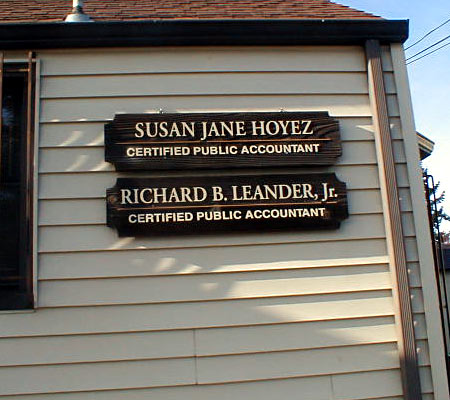 SUSAN JANE HOYEZ
CERTIFIED PUBLIC ACCOUNTANT
RICHARD B. LEANDER, Jr.
CERTIFIED PUBLIC ACCOUNTANT